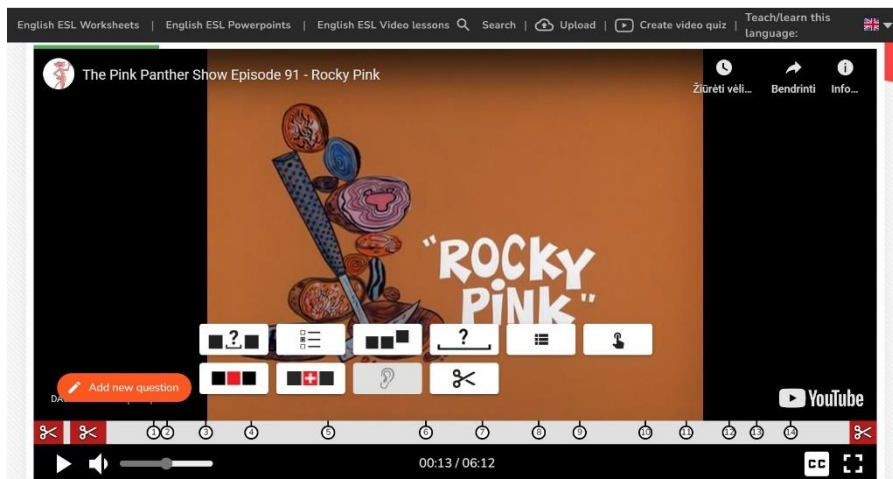 English ESL Worksheets | English ESL Powerpoints | English ESL Video lessons Search | Upload | Create video quiz | Teach/learn this language:
The Pink Panther Show Episode 91 - Rocky Pink
Žiūrėti vėli... Bendrinti Info...
"ROCKY
PiNK"
?
?
Add new question
YouTube
1 2 3 4 5 6 7 8 9 10 11 12 13 14
00:13 / 06:12
CC